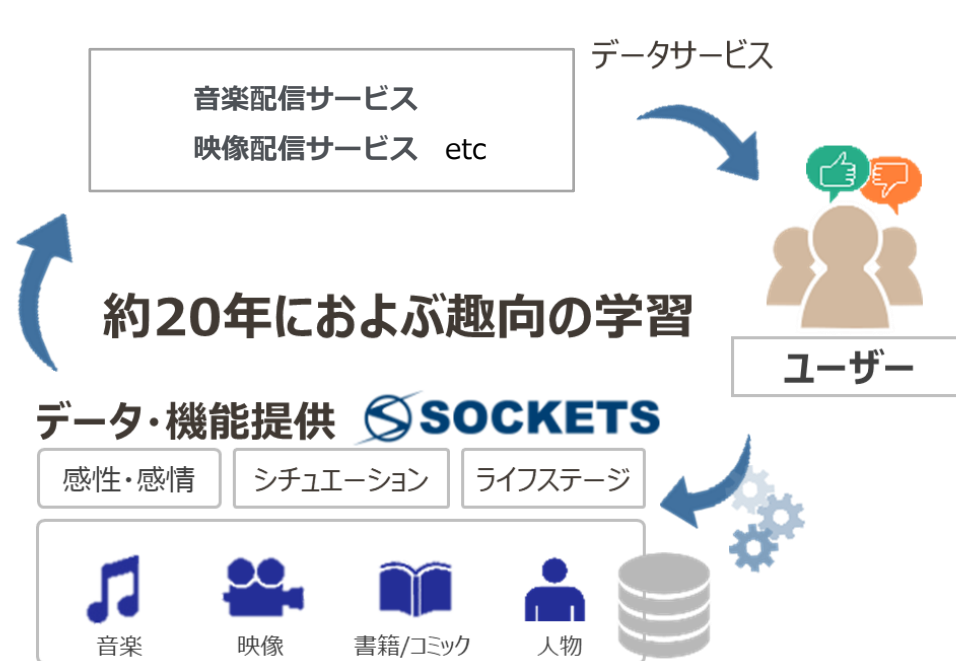 データサービス
音楽配信サービス
映像配信サービス etc
約20年におよぶ趣向の学習
ユーザー
データ・機能提供 SOCKETS
感性・感情 シチュエーション ライフステージ
音楽 映像 書籍/コミック 人物